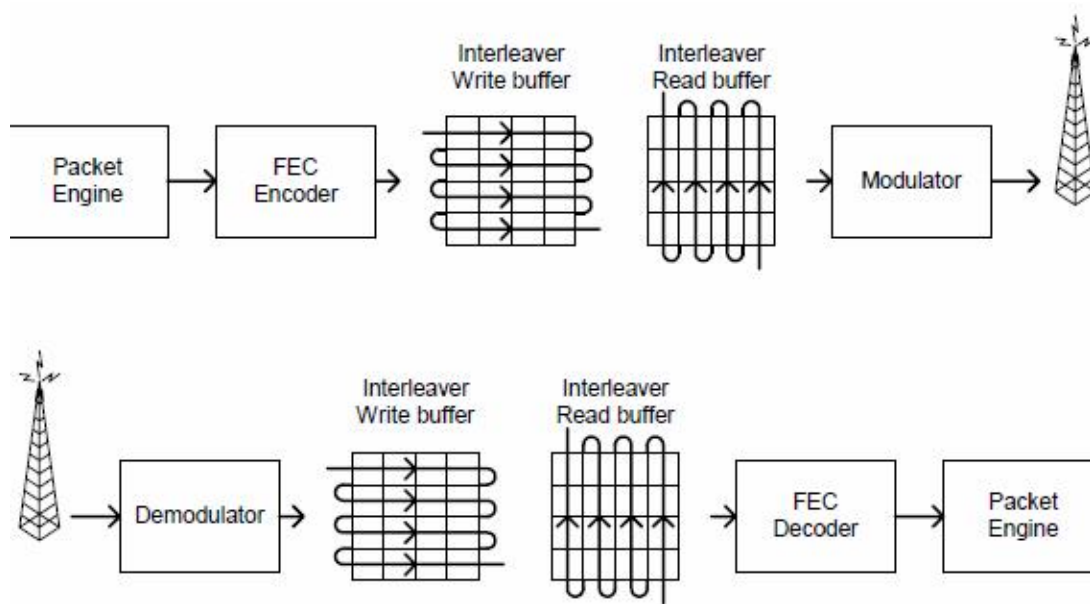 Interleaver
Write buffer
Interleaver
Read buffer
Packet
Engine
FEC
Encoder
Modulator
Interleaver
Write buffer
Interleaver
Read buffer
Demodulator
FEC
Decoder
Packet
Engine